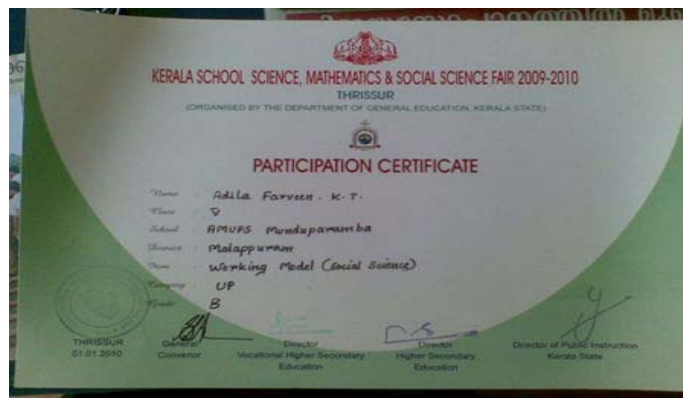 KERALA SCHOOL SCIENCE, MATHEMATICS & SOCIAL SCIENCE FAIR 2009-2010
THRISSUR
(ORGANISED BY THE DEPARTMENT OF GENERAL EDUCATION, KERALA STATE)
PARTICIPATION CERTIFICATE
Name : Adila Farveen. K. T.
Class :
School : AMUPS Munduparamba
District : Malappuram
Item : Working Model (Social Science)
Category : UP
Grade : B
THRISSUR
01.01.2010
General
Convenor
Director
Vocational Higher Secondary
Education
Director
Higher Secondary
Education
Director of Public Instruction
Kerala State